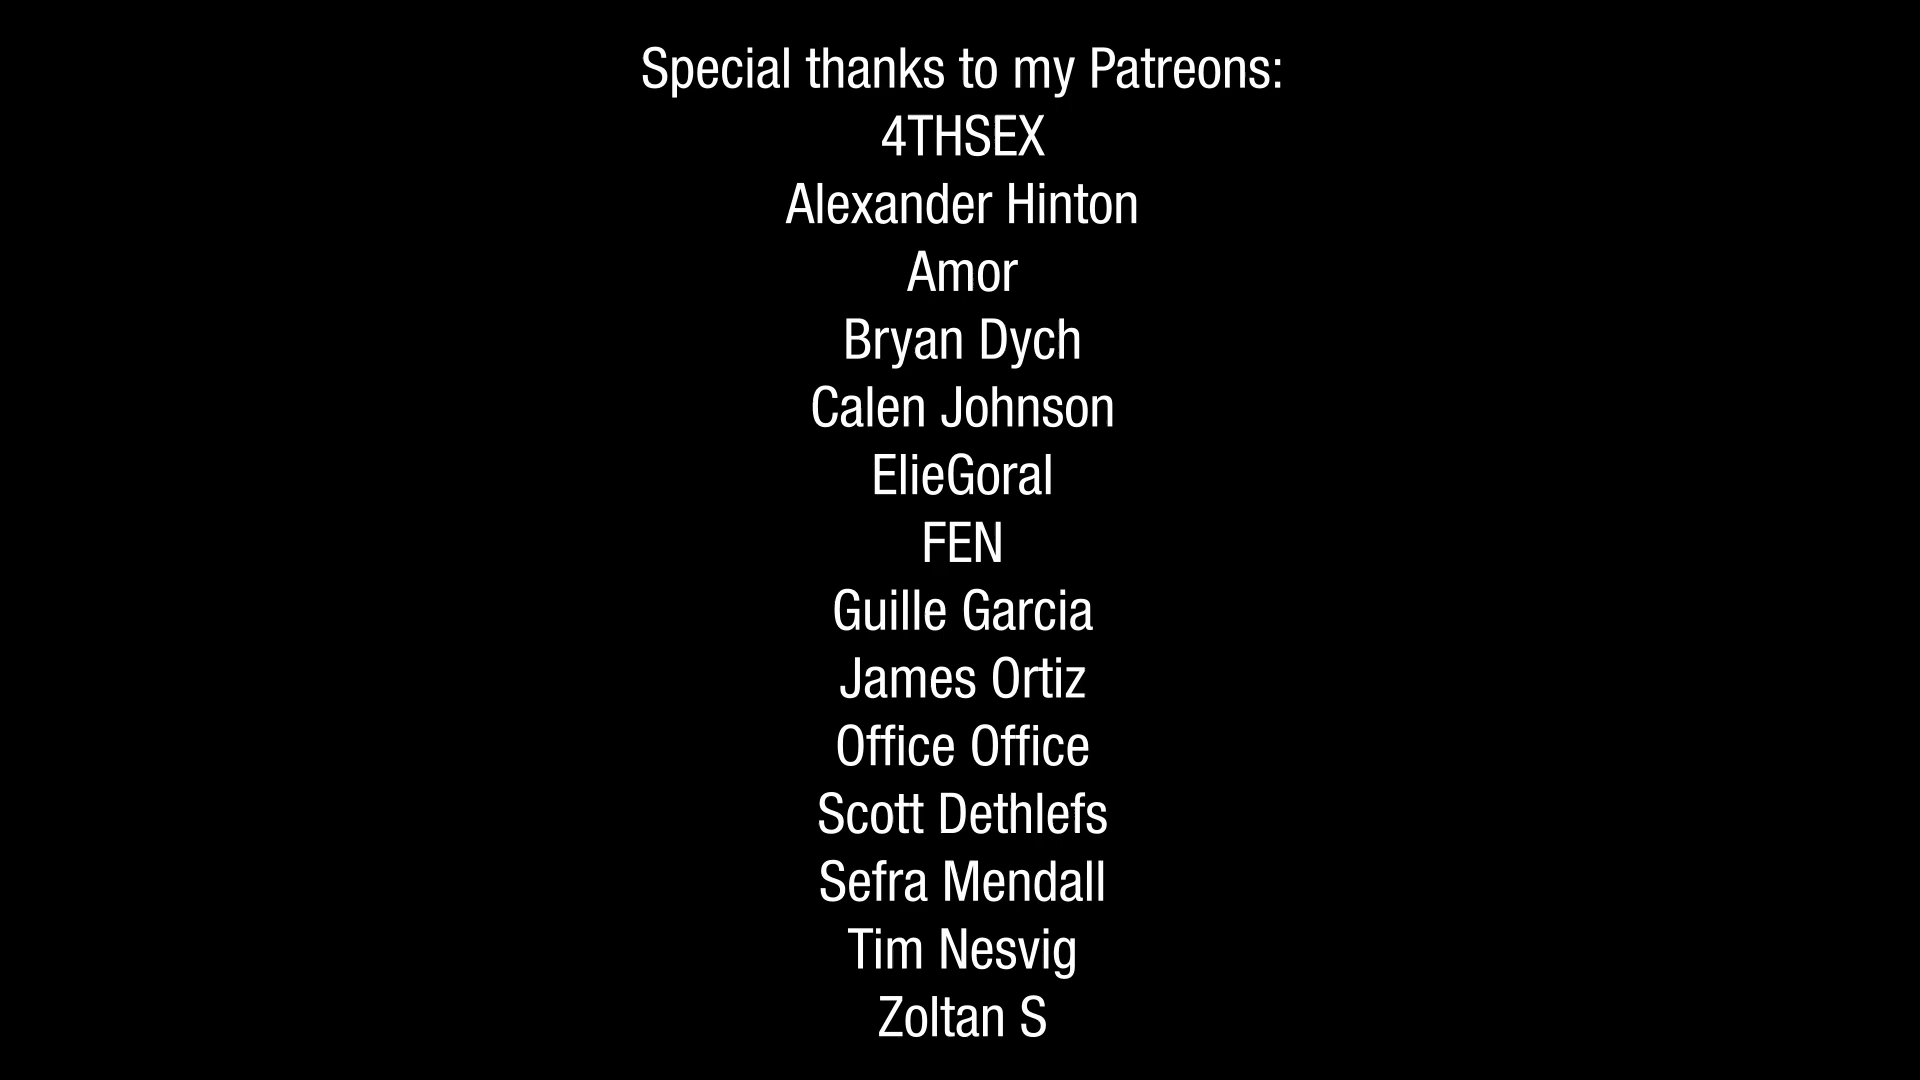 Special thanks to my Patreons:
4THSEX
Alexander Hinton
Amor
Bryan Dych
Calen Johnson
ElieGoral
FEN
Guille Garcia
James Ortiz
Office Office
Scott Dethlefs
Sefra Mendall
Tim Nesvig
Zoltan S